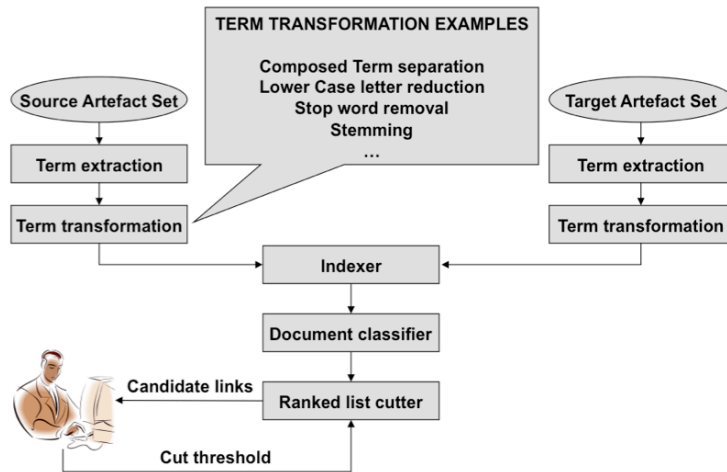 TERM TRANSFORMATION EXAMPLES
Composed Term separation
Lower Case letter reduction
Stop word removal
Stemming
...
Source Artefact Set
Target Artefact Set
Term extraction
Term extraction
Term transformation
Term transformation
Indexer
Document classifier
Candidate links
Ranked list cutter
Cut threshold